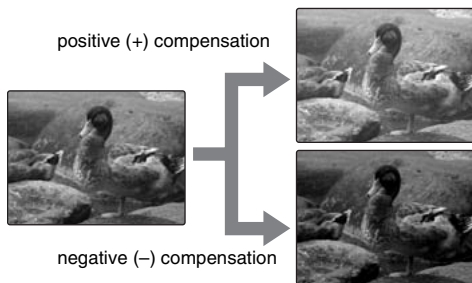 positive (+) compensation
negative (–) compensation